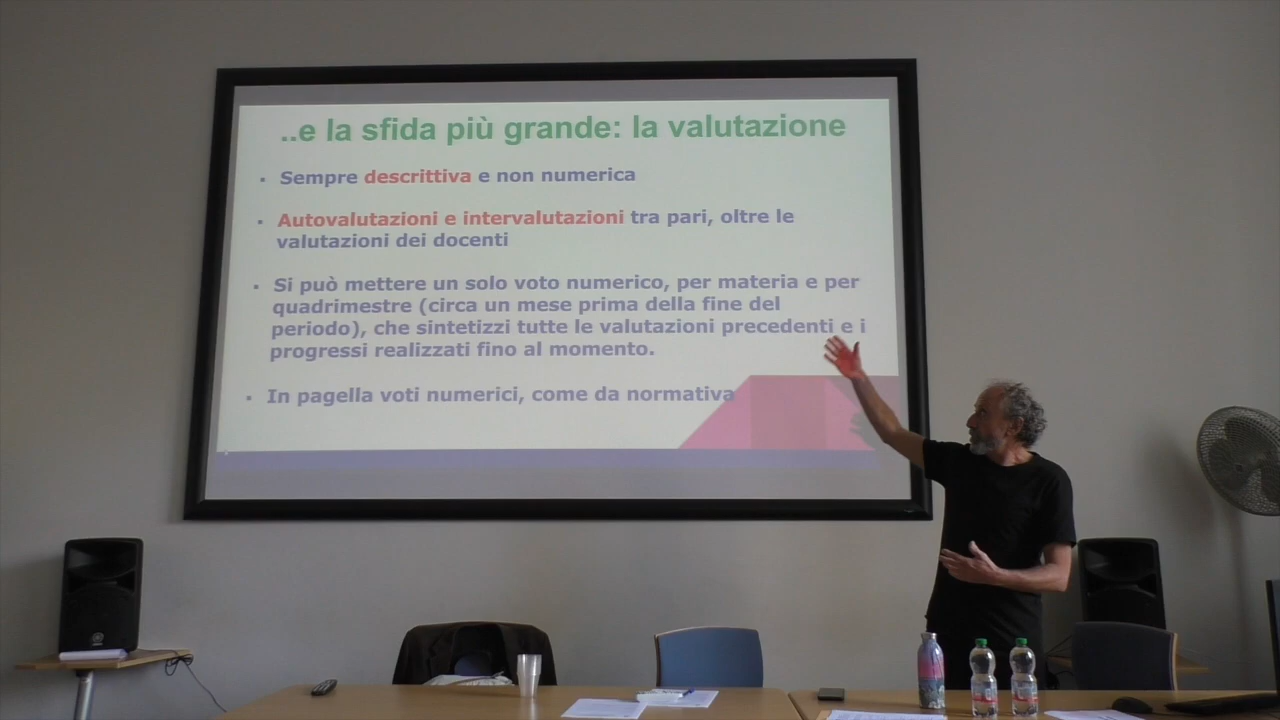 ..e la sfida più grande: la valutazione
▪ Sempre descrittiva e non numerica
▪ Autovalutazioni e intervalutazioni tra pari, oltre le
valutazioni dei docenti
▪ Si può mettere un solo voto numerico, per materia e per
quadrimestre (circa un mese prima della fine del
periodo), che sintetizzi tutte le valutazioni precedenti e i
progressi realizzati fino al momento.
▪ In pagella voti numerici, come da normativa